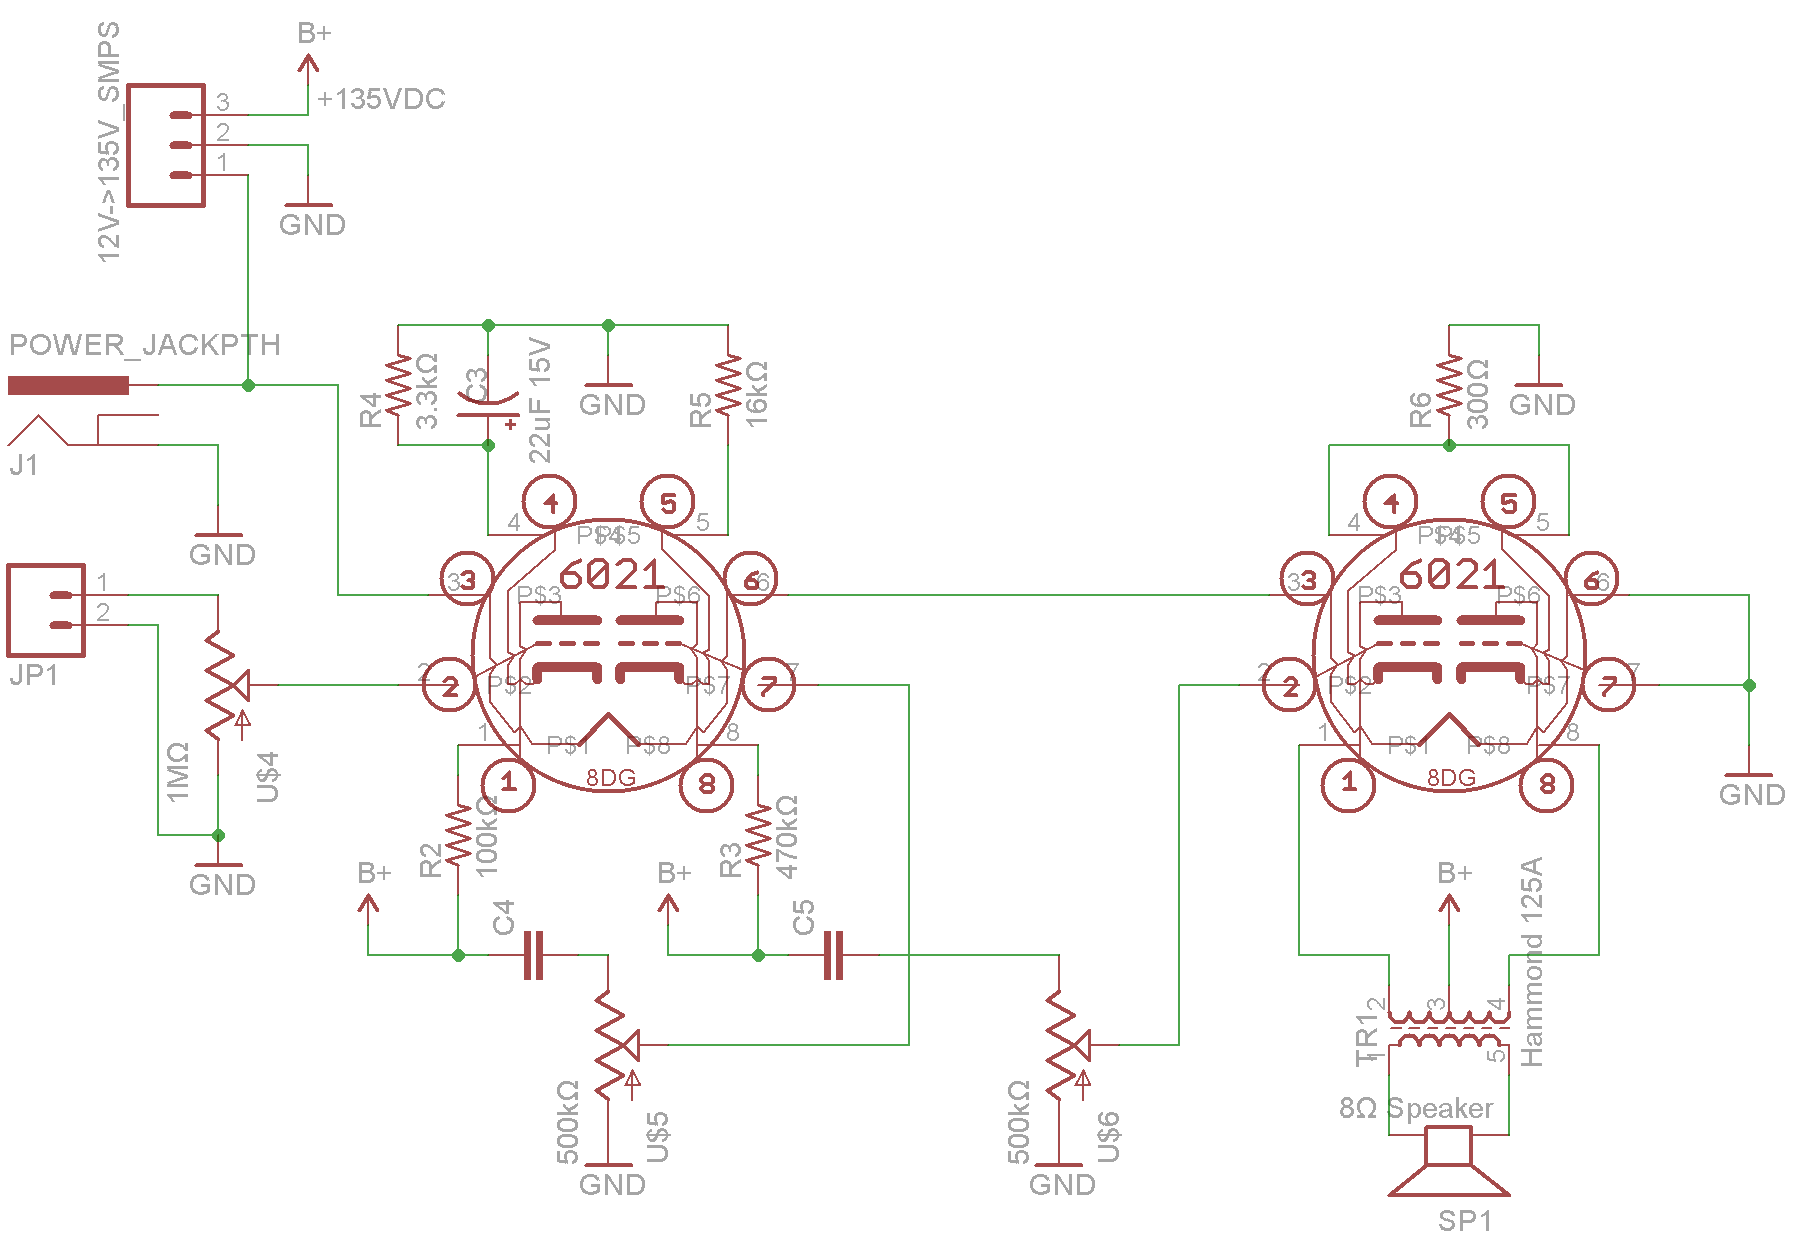 B+
+135VDC
12V->135V_SMPS
3
2
1
GND
POWER_JACKPTH
J1
GND
R4
3.3kΩ
C3
22uF 15V
GND
R5
16kΩ
R6
300Ω
GND
4
5
4
5
P$4
P$5
6021
3
3
6
6
P$3
P$6
2
2
7
7
P$2
P$7
1
8
P$1
P$8
1
8DG
8
4
5
4
5
P$4
P$5
6021
3
3
6
6
P$3
P$6
2
2
7
7
P$2
P$7
1
8
P$1
P$8
1
8DG
8
JP1
1
2
1MΩ
U$4
GND
R2
100kΩ
R3
470kΩ
B+
C4
B+
C5
500kΩ
U$5
GND
500kΩ
U$6
GND
GND
B+
Hammond 125A
TR1
2
3
4
1
5
8Ω Speaker
SP1